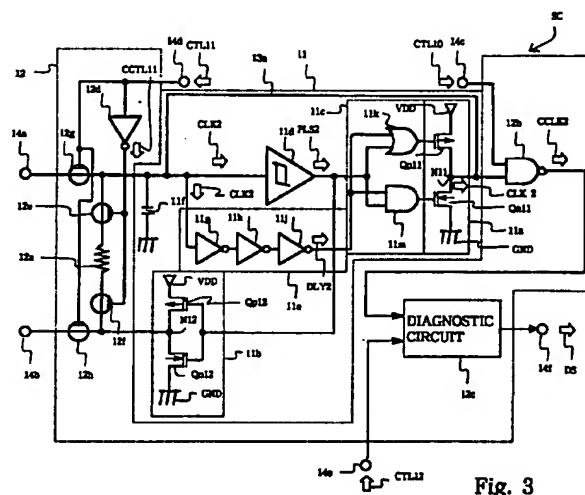 SC
12
14d
CTL11
11
CTL10
14c
13a
12d
CCTL11
11c
11k
VDD
12b
CCLK2
14a
12g
CLK2
11d
PLS2
Qp11
N11
CLK 2
12e
CLK2
11f
Qn11
11g
11h
11j
11m
12a
GND
11a
DLY2
11e
VDD
Qp12
12f
N12
14b
12h
11b
Qn12
GND
DIAGNOSTIC
CIRCUIT
14f
DS
12c
14e
CTL12
Fig. 3